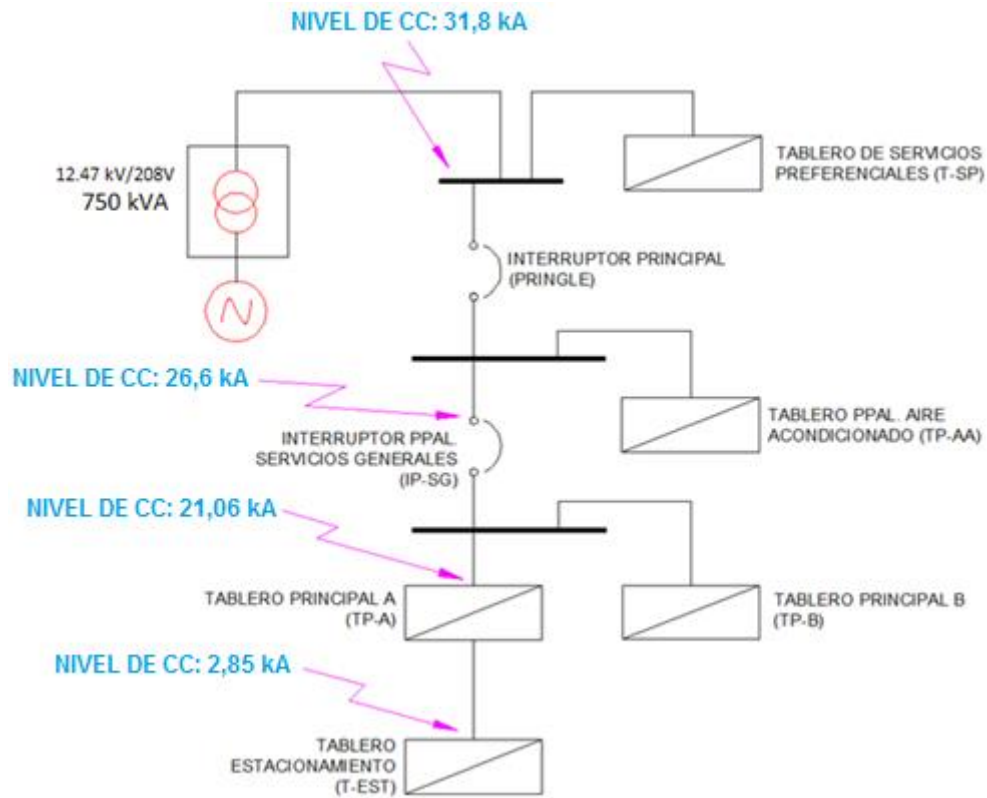 NIVEL DE CC: 31,8 kA
12.47 kV/208V
750 kVA
TABLERO DE SERVICIOS
PREFERENCIALES (T-SP)
INTERRUPTOR PRINCIPAL
(PRINGLE)
NIVEL DE CC: 26,6 kA
INTERRUPTOR PPAL.
SERVICIOS GENERALES
(IP-SG)
TABLERO PPAL. AIRE
ACONDICIONADO (TP-AA)
NIVEL DE CC: 21,06 kA
TABLERO PRINCIPAL A
(TP-A)
TABLERO PRINCIPAL B
(TP-B)
NIVEL DE CC: 2,85 kA
TABLERO
ESTACIONAMIENTO
(T-EST)